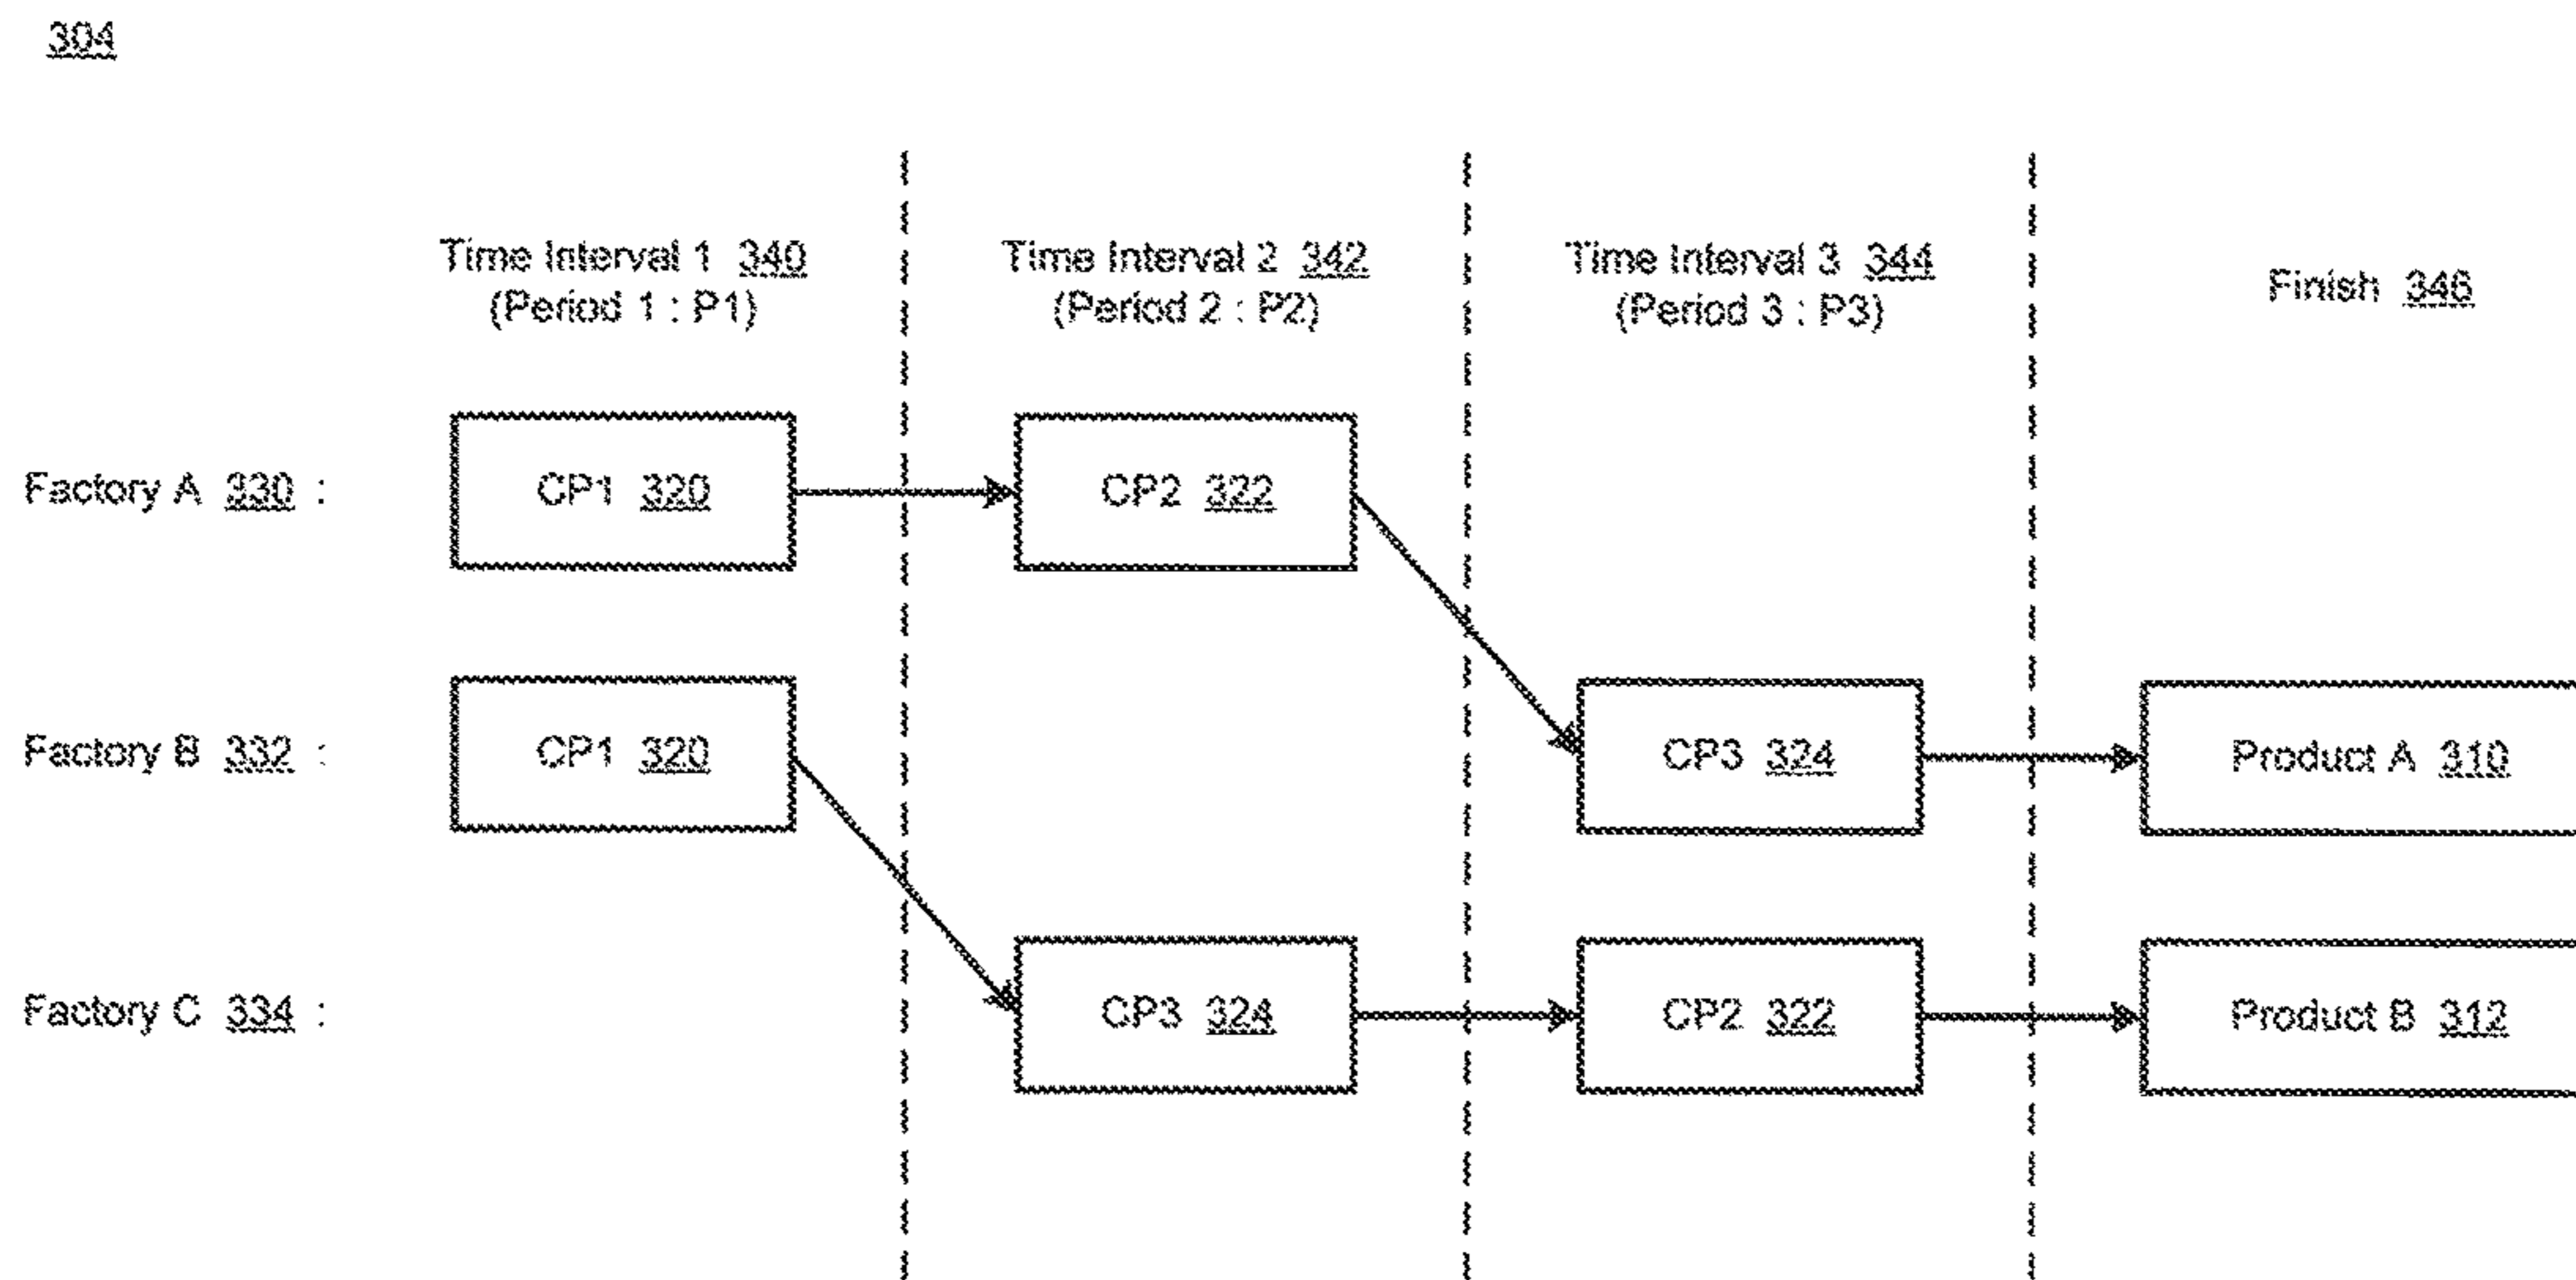 304
Time Interval 1 340
(Period 1 : P1)
Time Interval 2 342
(Period 2 : P2)
Time Interval 3 344
(Period 3 : P3)
Finish 346
Factory A 330 :
CP1 320
CP2 322
Factory B 332 :
CP1 320
CP3 324
Product A 310
Factory C 334 :
CP3 324
CP2 322
Product B 312